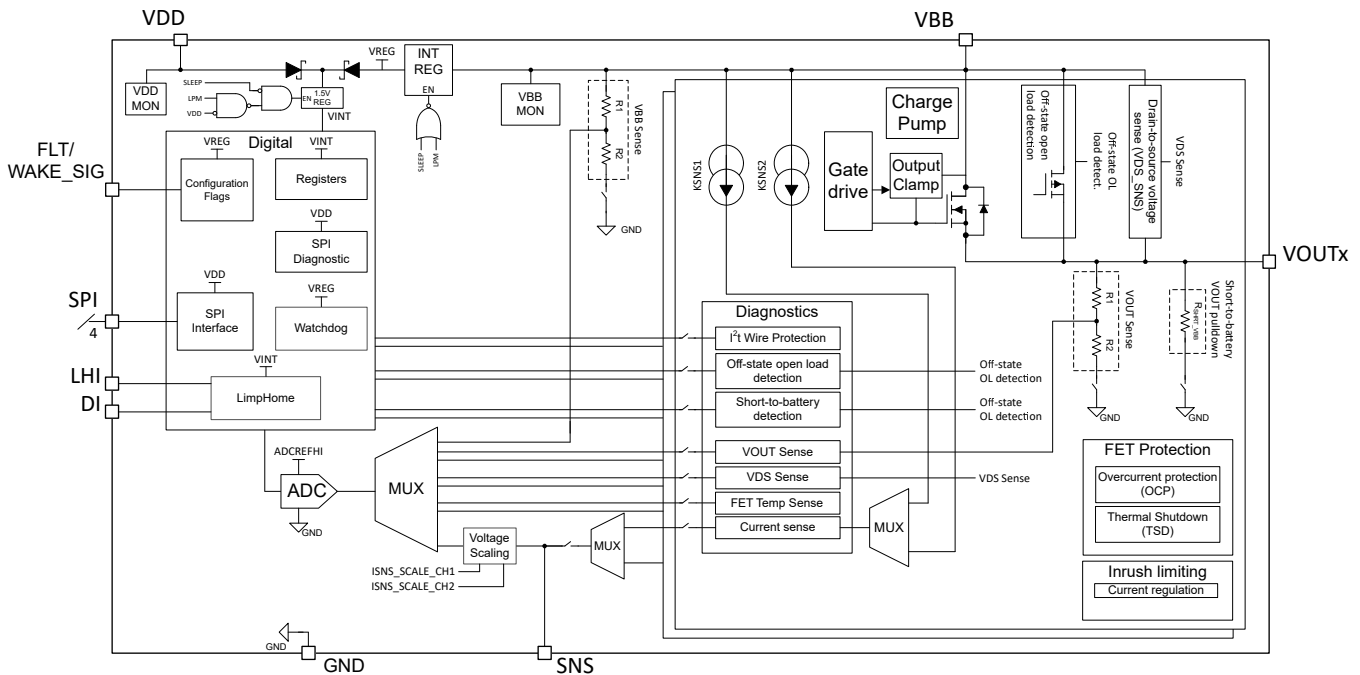 VDD
VBB
VREG
INT
REG
EN
VDD
MON
SLEEP
LPM
VDD
EN
1.5V
REG
VINT
VBB
MON
R1
R2
VBB Sense
GND
SLEEP
LPM
Charge
Pump
KSNS1
KSNS2
Gate
drive
Output
Clamp
Off-state open
load detection
Off-state OL
load detect.
Drain-to-source voltage
sense (VDS_SNS)
VDS Sense
FLT/
WAKE_SIG
Digital
VREG
Configuration
Flags
VINT
Registers
VDD
SPI
Diagnostic
SPI
4
VDD
SPI
Interface
VREG
Watchdog
LHI
DI
VINT
LimpHome
VOUTx
R1
R2
VOUT Sense
GND
RSHRT_VBB
Short-to-battery
VOUT pulldown
GND
Diagnostics
I²t Wire Protection
Off-state open load
detection
Off-state
OL detection
Short-to-battery
detection
Off-state
OL detection
VOUT Sense
VDS Sense
VDS Sense
FET Temp Sense
Current sense
MUX
ADCREFHI
ADC
GND
MUX
Voltage
Scaling
MUX
ISNS_SCALE_CH1
ISNS_SCALE_CH2
FET Protection
Overcurrent protection
(OCP)
Thermal Shutdown
(TSD)
Inrush limiting
Current regulation
GND
GND
SNS